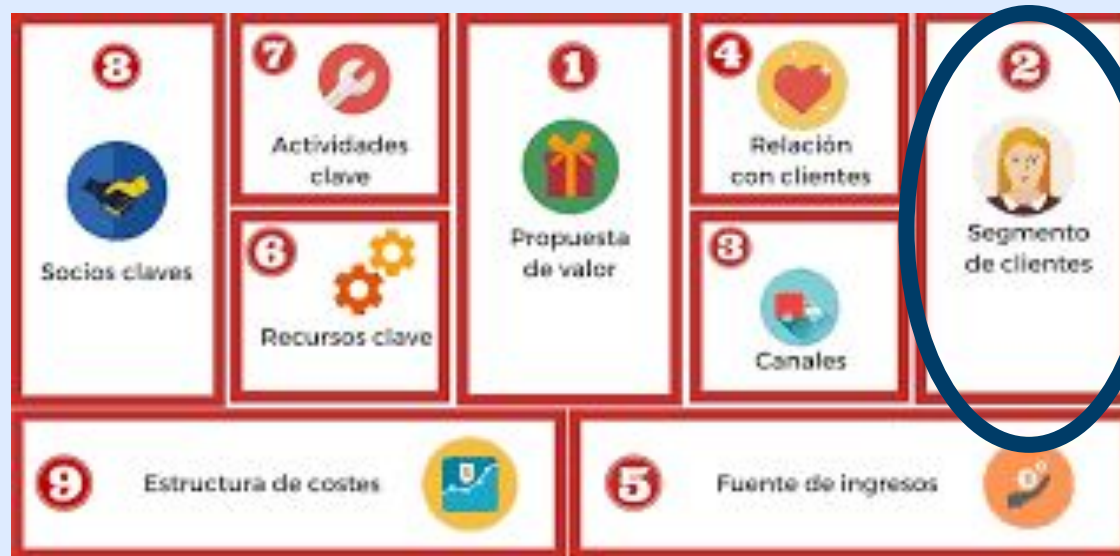 8
Socios claves
7
Actividades
clave
6
Recursos clave
1
Propuesta
de valor
4
Relación
con clientes
3
Canales
2
Segmento
de clientes
9
Estructura de costes
5
Fuente de ingresos